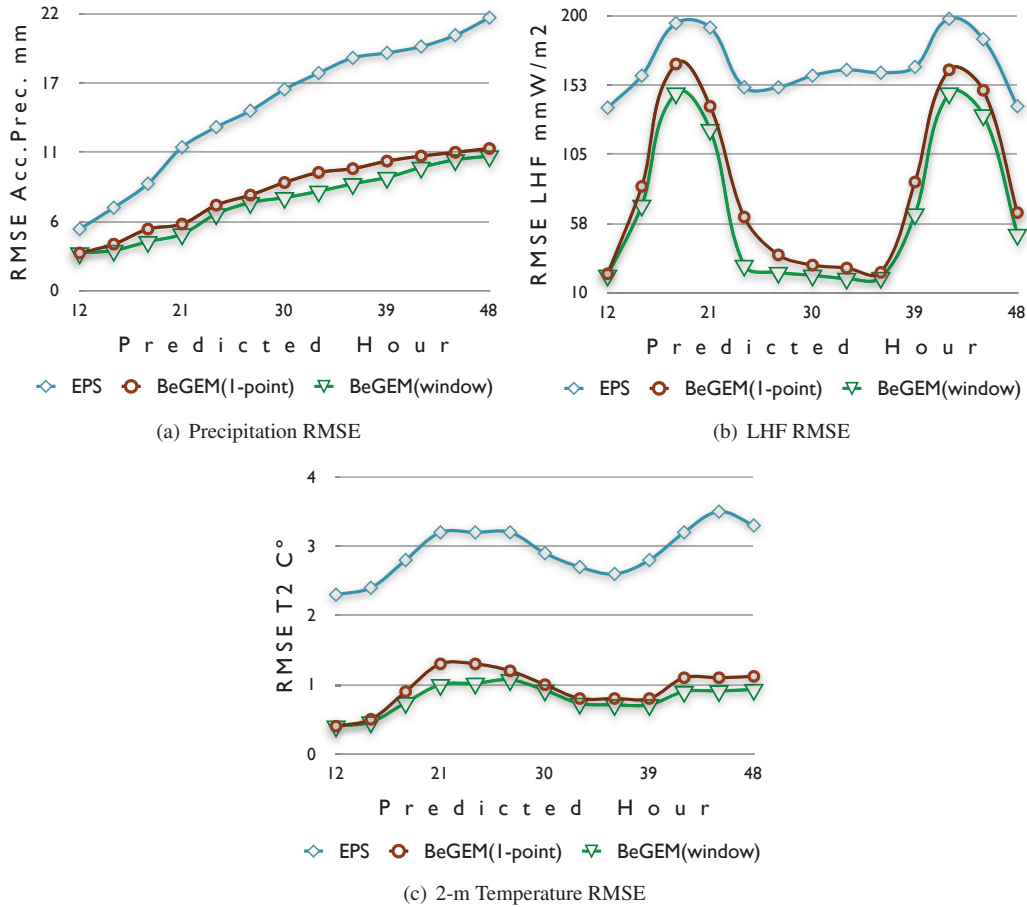 22
17
11
6
0
RMSE Acc.Prec. mm
12 21 30 39 48
Predicted Hour
EPS BeGEM(1-point) BeGEM(window)
(a) Precipitation RMSE
200
153
105
58
10
RMSE LHF mmW/m2
12 21 30 39 48
Predicted Hour
EPS BeGEM(1-point) BeGEM(window)
(b) LHF RMSE
4
3
2
1
0
RMSE T2 C°
12 21 30 39 48
Predicted Hour
EPS BeGEM(1-point) BeGEM(window)
(c) 2-m Temperature RMSE